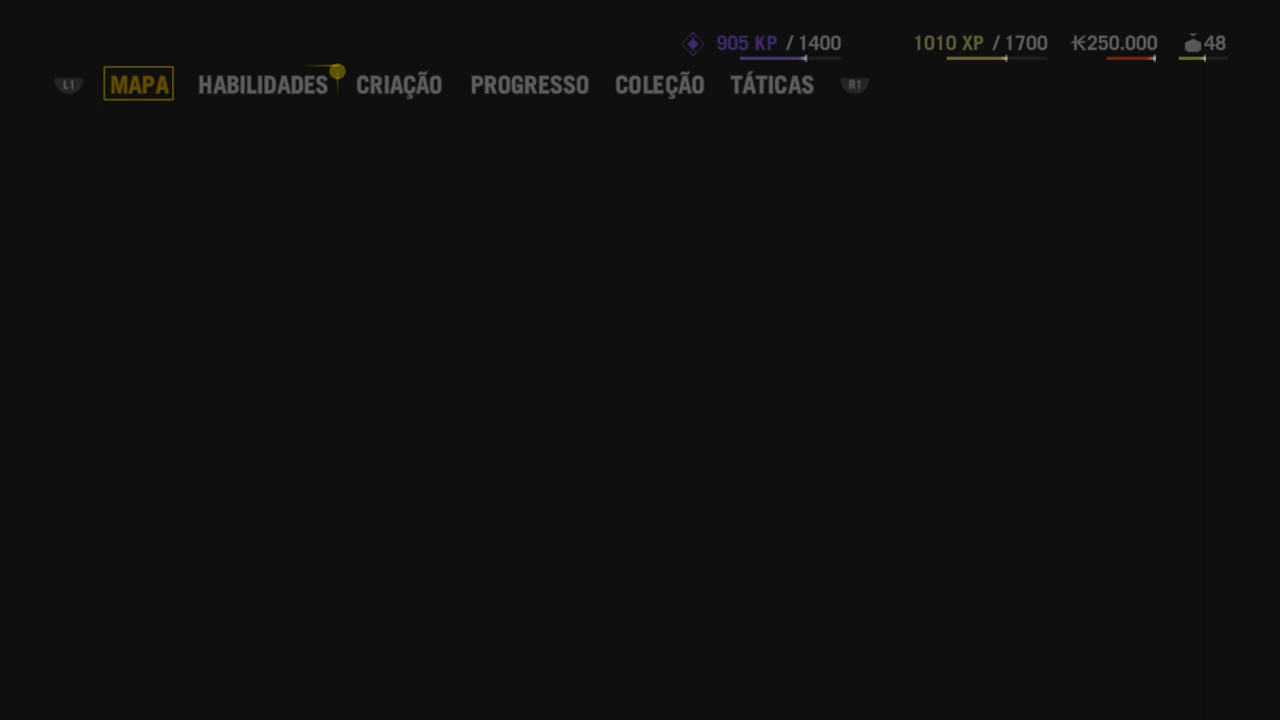 905 KP / 1400 1010 XP / 1700 ₭250.000 48
L1 MAPA HABILIDADES CRIAÇÃO PROGRESSO COLEÇÃO TÁTICAS R1